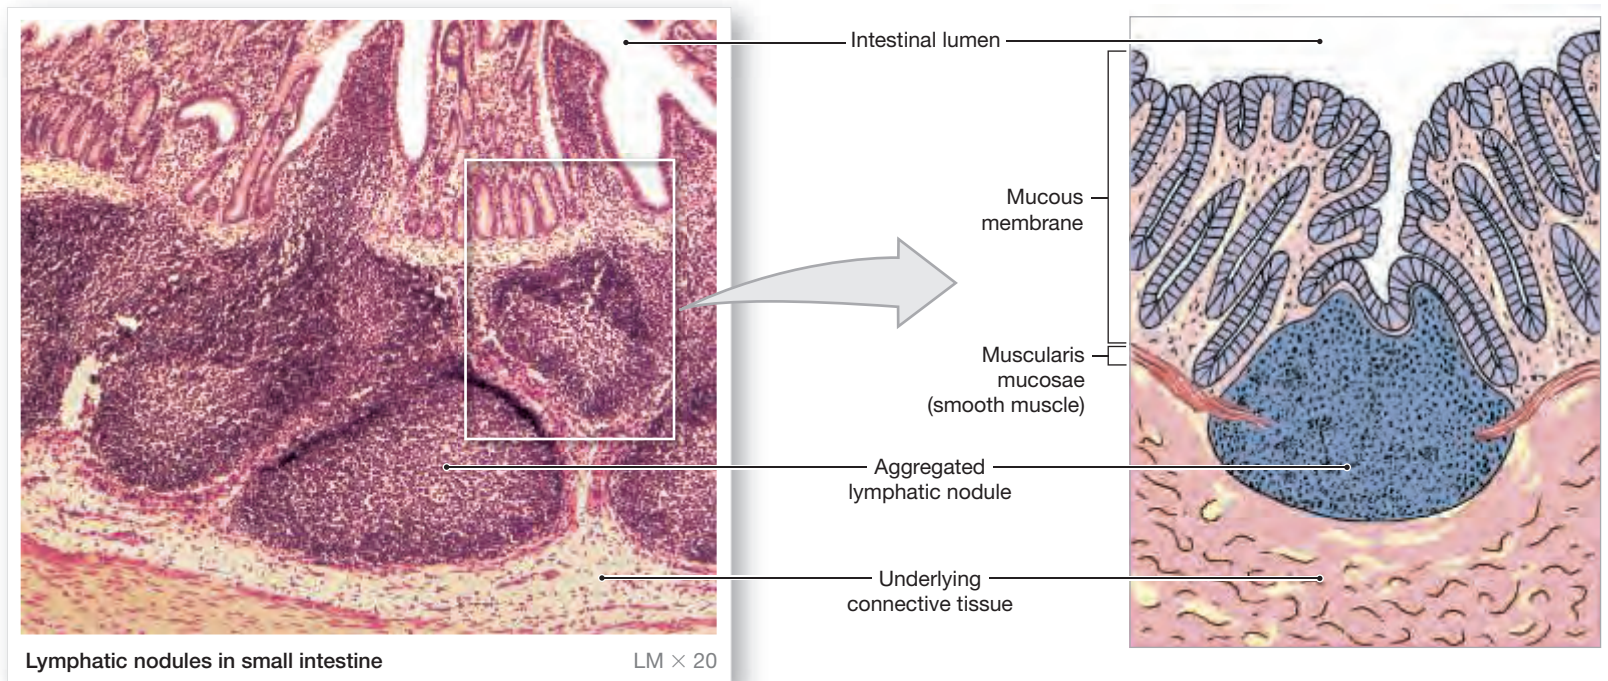 Intestinal lumen
Mucous
membrane
Muscularis
mucosae
(smooth muscle)
Aggregated
lymphatic nodule
Underlying
connective tissue
Lymphatic nodules in small intestine
LM × 20